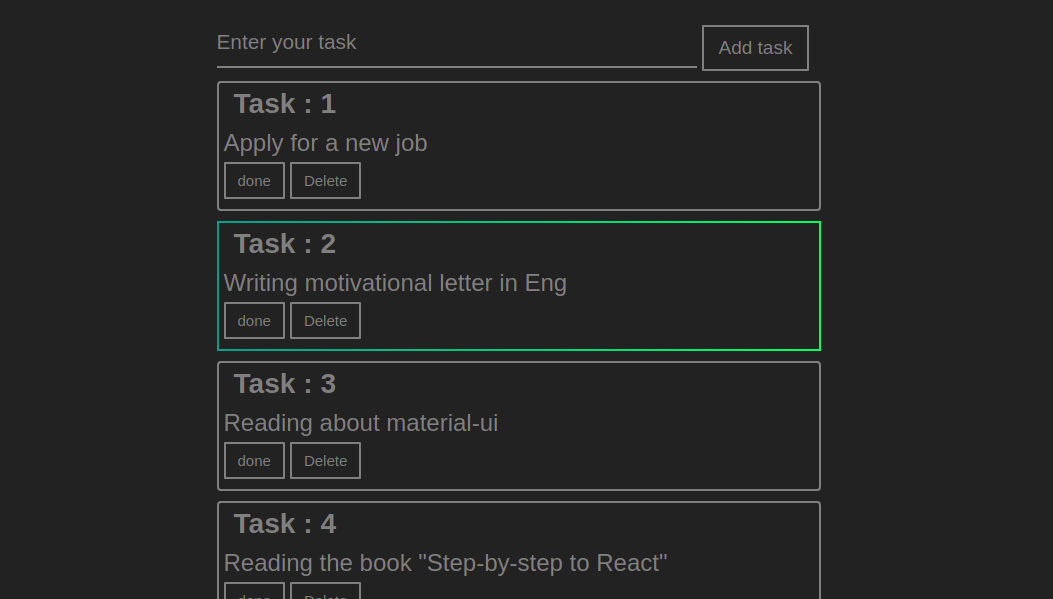 Enter your task
Add task
Task : 1
Apply for a new job
done Delete
Task : 2
Writing motivational letter in Eng
done Delete
Task : 3
Reading about material-ui
done Delete
Task : 4
Reading the book "Step-by-step to React"
done Delete